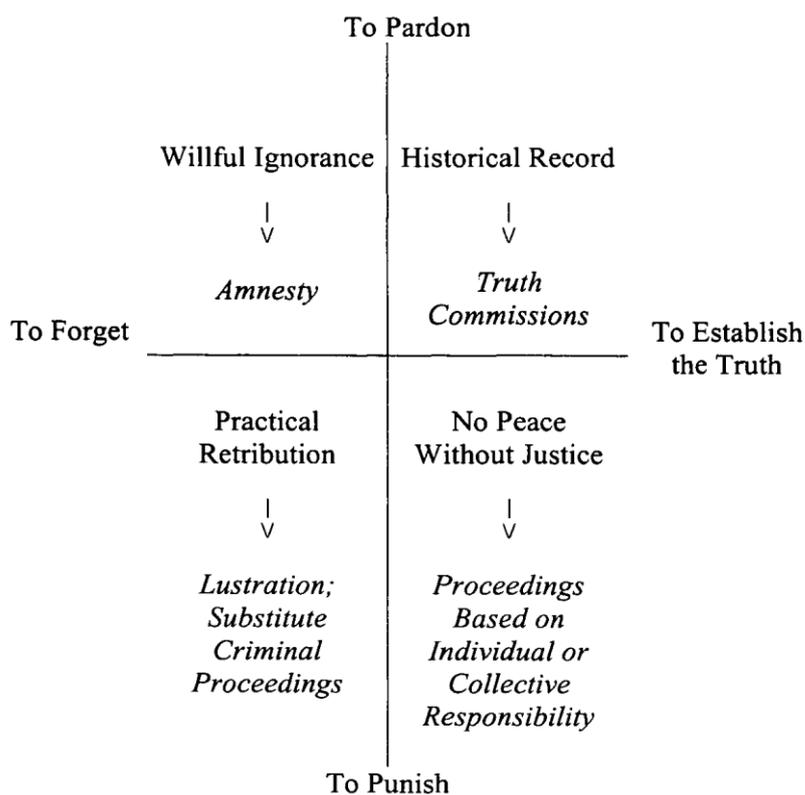 To Pardon
Willful Ignorance
Historical Record
Amnesty
Truth
Commissions
To Forget
To Establish
the Truth
Practical
Retribution
No Peace
Without Justice
Lustration;
Substitute
Criminal
Proceedings
Proceedings
Based on
Individual or
Collective
Responsibility
To Punish